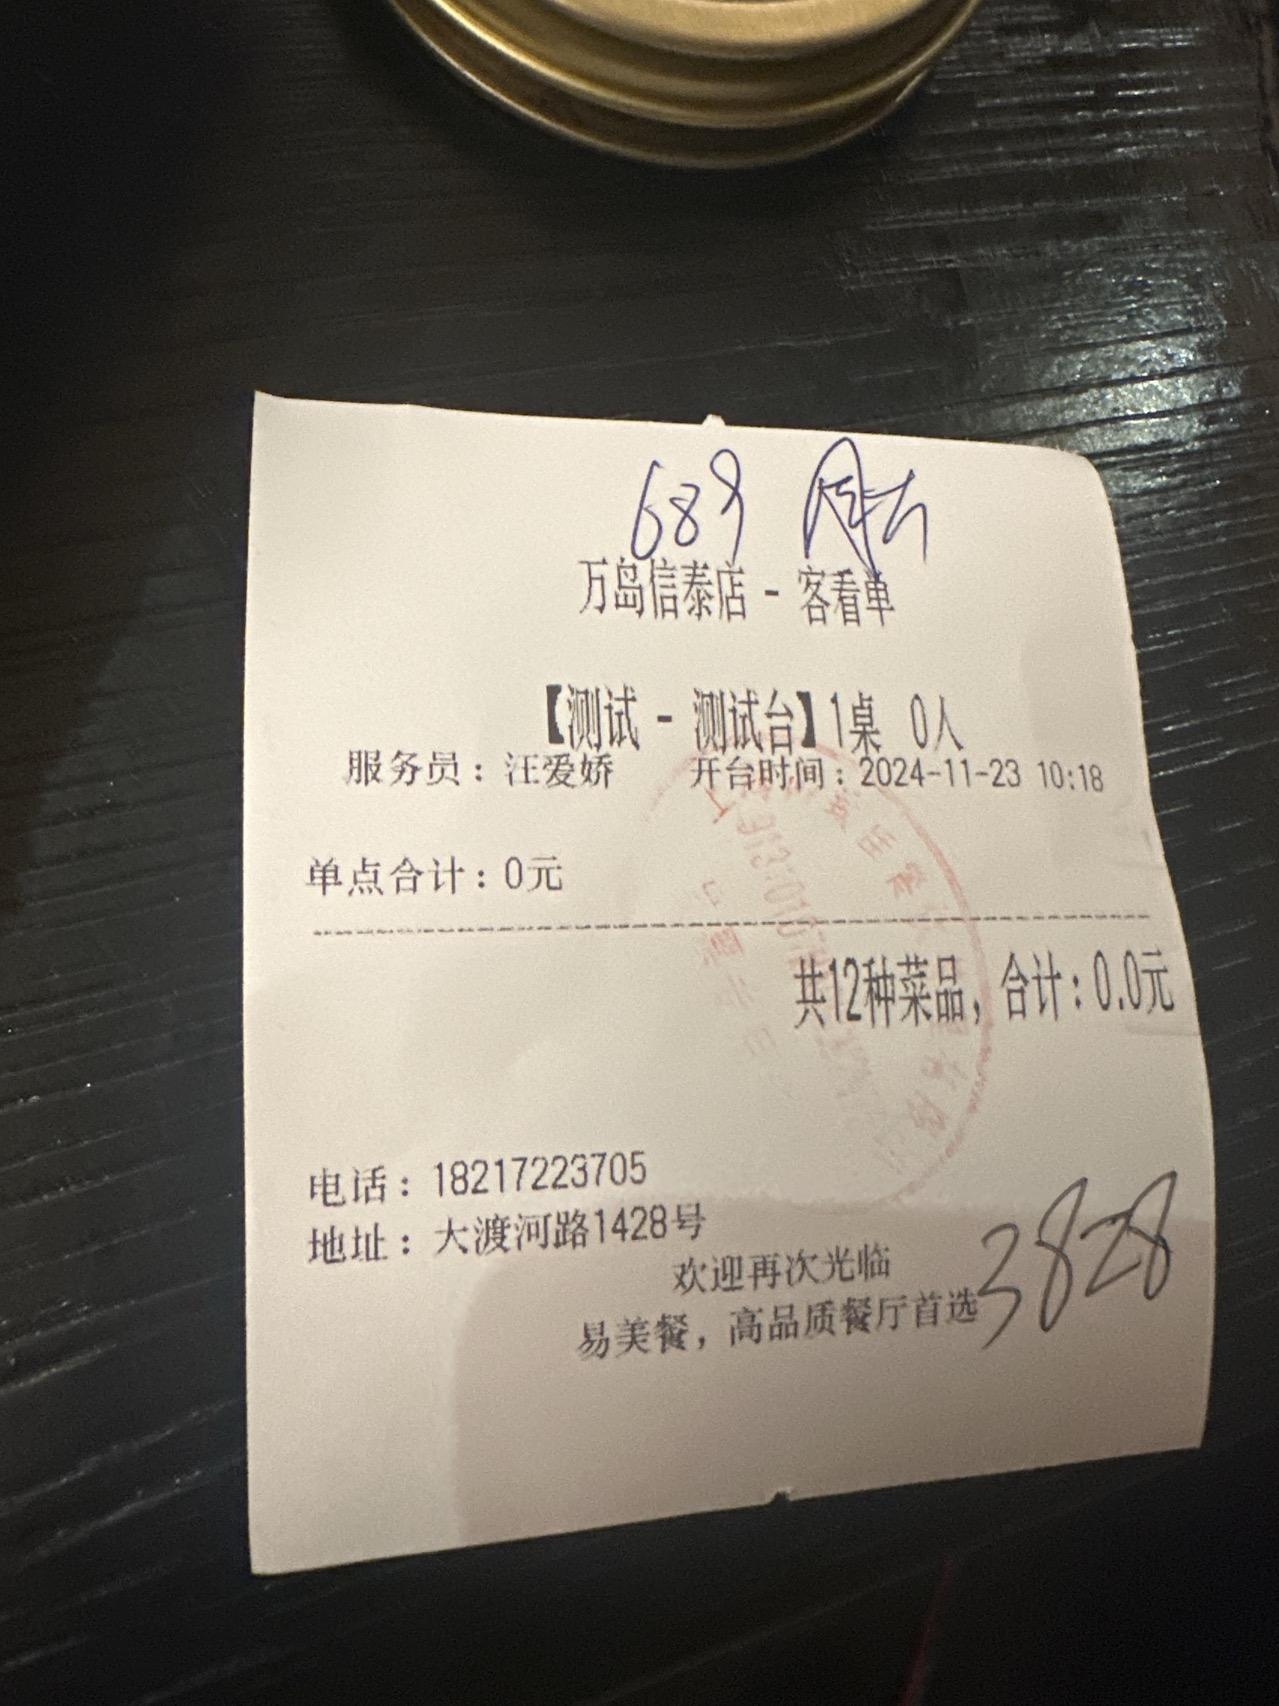 689
万岛信泰店 - 客看单
【测试 - 测试台】1桌 0人
服务员：汪爱娇 开台时间：2024-11-23 10:18
单点合计：0元
共12种菜品，合计：0.0元
电话：18217223705
地址：大渡河路1428号
欢迎再次光临
易美餐，高品质餐厅首选
3828